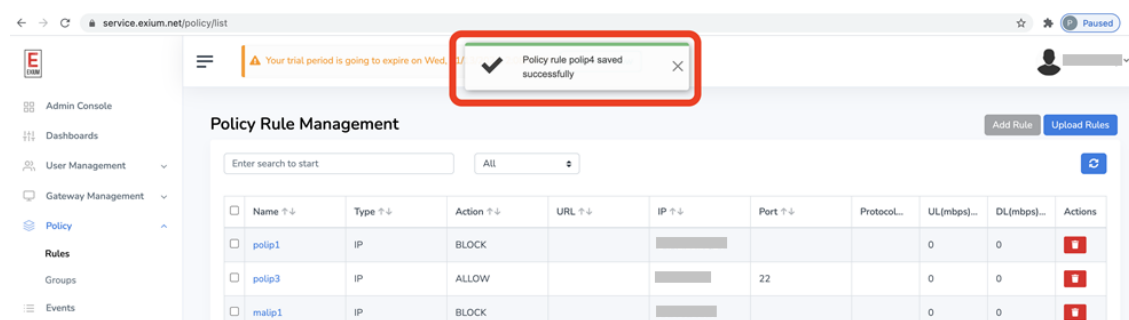 service.exium.net/policy/list
P Paused
E
EXIUM
Your trial period is going to expire on Wed,
Policy rule polip4 saved
successfully
Admin Console
Dashboards
User Management
Gateway Management
Policy
Rules
Groups
Events
Policy Rule Management
Add Rule
Upload Rules
Enter search to start
All
Name Type Action URL IP Port Protocol... UL(mbps)... DL(mbps)... Actions
polip1 IP BLOCK 0 0
polip3 IP ALLOW 22 0 0
malip1 IP BLOCK 0 0